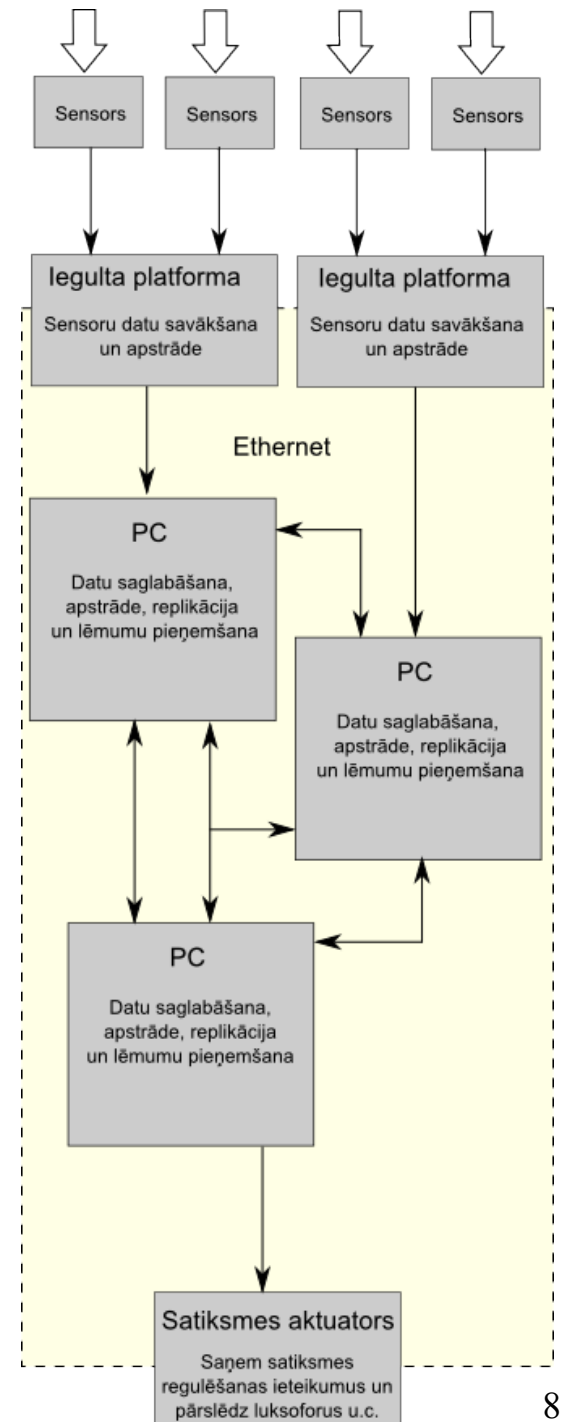 Sensors
Sensors
Sensors
Sensors
Iegulta platforma
Sensoru datu savākšana
un apstrāde
Iegulta platforma
Sensoru datu savākšana
un apstrāde
Ethernet
PC
Datu saglabāšana,
apstrāde, replikācija
un lēmumu pieņemšana
PC
Datu saglabāšana,
apstrāde, replikācija
un lēmumu pieņemšana
PC
Datu saglabāšana,
apstrāde, replikācija
un lēmumu pieņemšana
Satiksmes aktuators
Saņem satiksmes
regulēšanas ieteikumus un
pārslēdz luksoforus u.c.
8